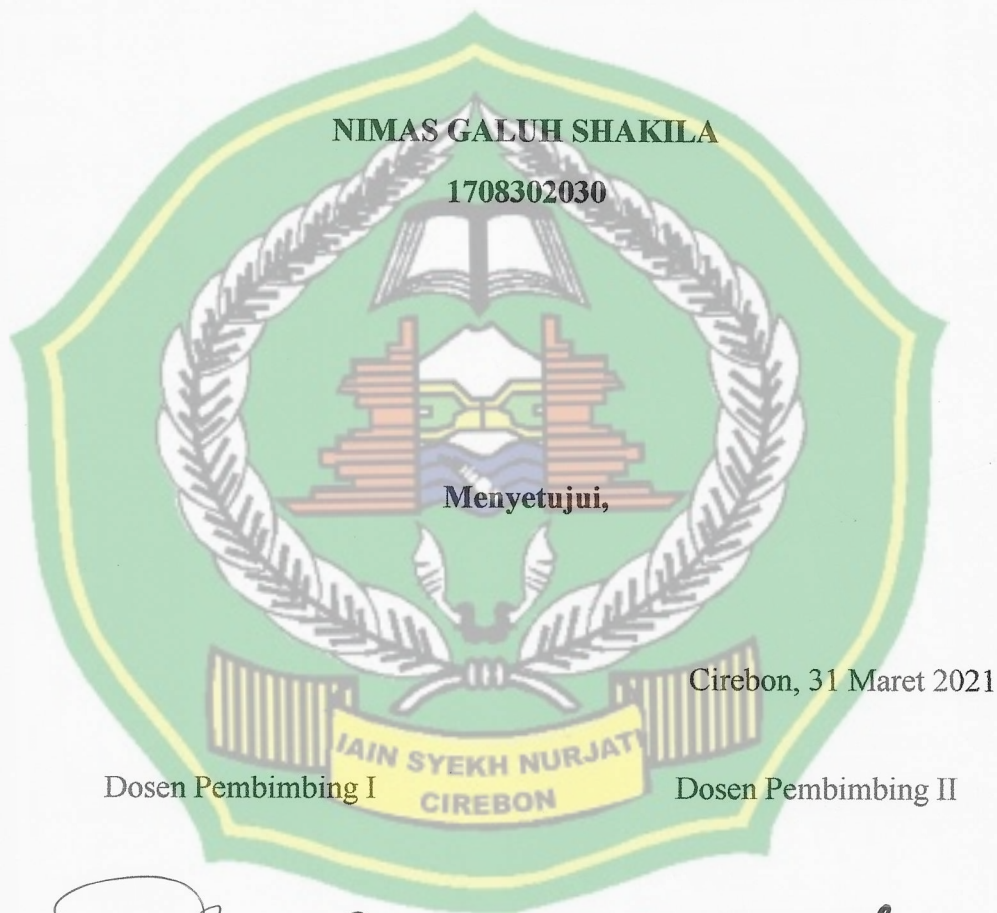 NIMAS GALUH SHAKILA
1708302030
Menyetujui,
Cirebon, 31 Maret 2021
IAIN SYEKH NURJATI
CIREBON
Dosen Pembimbing I Dosen Pembimbing II